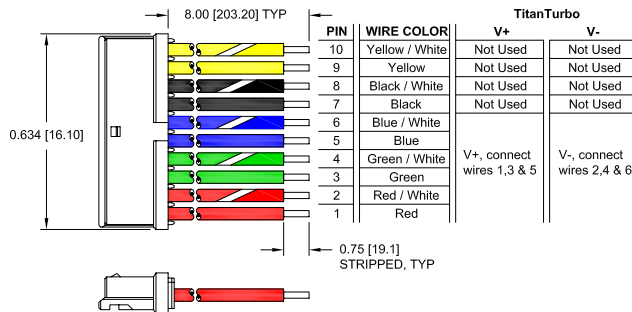 8.00 [203.20] TYP
TitanTurbo
PIN WIRE COLOR V+ V-
10 Yellow / White Not Used Not Used
9 Yellow Not Used Not Used
8 Black / White Not Used Not Used
7 Black Not Used Not Used
6 Blue / White
5 Blue
4 Green / White
3 Green
2 Red / White
1 Red
V+, connect
wires 1,3 & 5
V-, connect
wires 2,4 & 6
0.634 [16.10]
0.75 [19.1]
STRIPPED, TYP